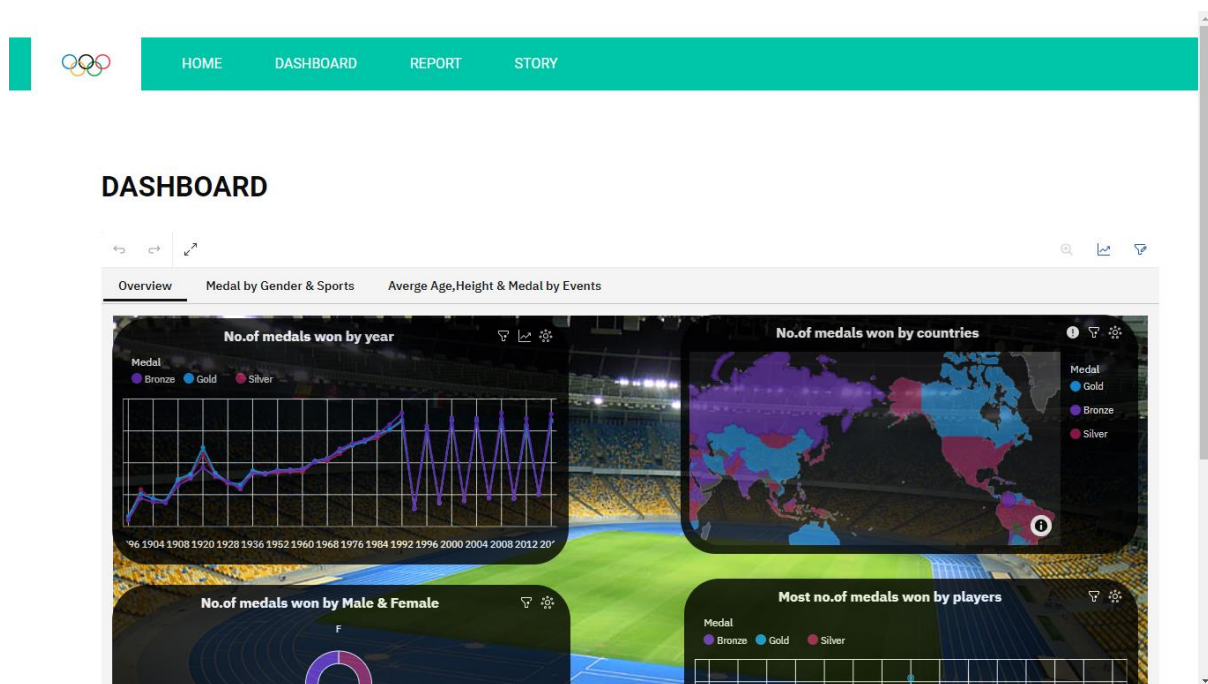 HOME DASHBOARD REPORT STORY
DASHBOARD
Overview Medal by Gender & Sports Averge Age,Height & Medal by Events
No.of medals won by year
Medal
Bronze Gold Silver
1904 1908 1920 1928 1936 1952 1960 1968 1976 1984 1992 1996 2000 2004 2008 2012
No.of medals won by countries
Medal
Gold
Bronze
Silver
No.of medals won by Male & Female
F
Most no.of medals won by players
Medal
Bronze Gold Silver